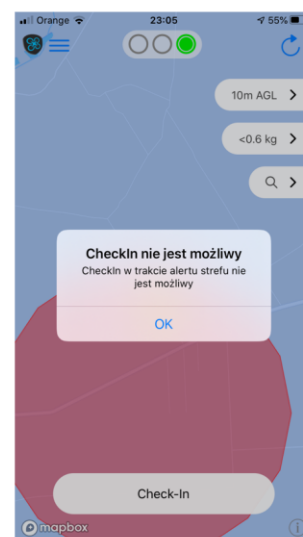 Orange 23:05 55%
10m AGL
<0.6 kg
CheckIn nie jest możliwy
CheckIn w trakcie alertu strefu nie
jest możliwy
OK
Check-In
mapbox